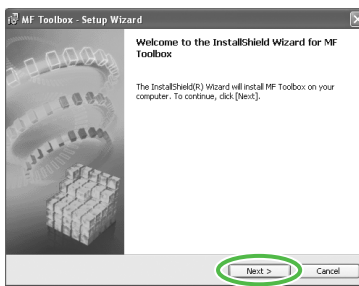 MF Toolbox - Setup Wizard
Welcome to the InstallShield Wizard for MF
Toolbox
The InstallShield(R) Wizard will install MF Toolbox on your
computer. To continue, click [Next].
Next >
Cancel